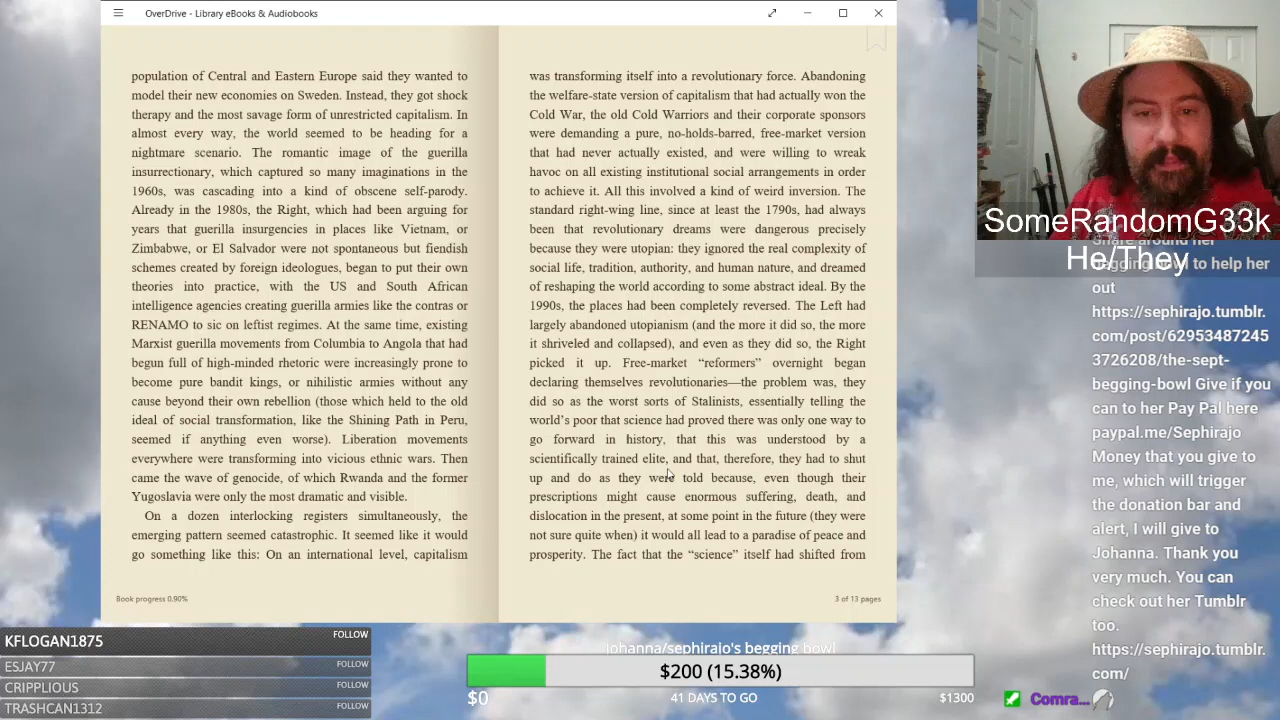 OverDrive - Library eBooks & Audiobooks
population of Central and Eastern Europe said they wanted to
model their new economies on Sweden. Instead, they got shock
therapy and the most savage form of unrestricted capitalism. In
almost every way, the world seemed to be heading for a
nightmare scenario. The romantic image of the guerilla
insurrectionary, which captured so many imaginations in the
1960s, was cascading into a kind of obscene self-parody.
Already in the 1980s, the Right, which had been arguing for
years that guerilla insurgencies in places like Vietnam, or
Zimbabwe, or El Salvador were not spontaneous but fiendish
schemes created by foreign ideologues, began to put their own
theories into practice, with the US and South African
intelligence agencies creating guerilla armies like the contras or
RENAMO to sic on leftist regimes. At the same time, existing
Marxist guerilla movements from Columbia to Angola that had
begun full of high-minded rhetoric were increasingly prone to
become pure bandit kings, or nihilistic armies without any
cause beyond their own rebellion (those which held to the old
ideal of social transformation, like the Shining Path in Peru,
seemed if anything even worse). Liberation movements
everywhere were transforming into vicious ethnic wars. Then
came the wave of genocide, of which Rwanda and the former
Yugoslavia were only the most dramatic and visible.
On a dozen interlocking registers simultaneously, the
emerging pattern seemed catastrophic. It seemed like it would
go something like this: On an international level, capitalism
Book progress 0.90%
was transforming itself into a revolutionary force. Abandoning
the welfare-state version of capitalism that had actually won the
Cold War, the old Cold Warriors and their corporate sponsors
were demanding a pure, no-holds-barred, free-market version
that had never actually existed, and were willing to wreak
havoc on all existing institutional social arrangements in order
to achieve it. All this involved a kind of weird inversion. The
standard right-wing line, since at least the 1790s, had always
been that revolutionary dreams were dangerous precisely
because they were utopian: they ignored the real complexity of
social life, tradition, authority, and human nature, and dreamed
of reshaping the world according to some abstract ideal. By the
1990s, the places had been completely reversed. The Left had
largely abandoned utopianism (and the more it did so, the more
it shriveled and collapsed), and even as they did so, the Right
picked it up. Free-market “reformers” overnight began
declaring themselves revolutionaries—the problem was, they
did so as the worst sorts of Stalinists, essentially telling the
world’s poor that science had proved there was only one way to
go forward in history, that this was understood by a
scientifically trained elite, and that, therefore, they had to shut
up and do as they were told because, even though their
prescriptions might cause enormous suffering, death, and
dislocation in the present, at some point in the future (they were
not sure quite when) it would all lead to a paradise of peace and
prosperity. The fact that the “science” itself had shifted from
3 of 13 pages
SomeRandomG33k
He/They
Share around her
begging bowl to help her
out
https://sephirajo.tumblr.
com/post/62953487245
3726208/the-sept-
begging-bowl Give if you
can to her Pay Pal here
paypal.me/Sephirajo
Money that you give to
me, which will trigger
the donation bar and
alert, I will give to
Johanna. Thank you
very much. You can
check out her Tumblr
too.
https://sephirajo.tumblr.
com/
Comra...
KFLOGAN1875 FOLLOW
ESJAY77 FOLLOW
CRIPPLIOUS FOLLOW
TRASHCAN1312 FOLLOW
Johanna/sephirajo's begging bowl
$200 (15.38%)
$0 41 DAYS TO GO $1300